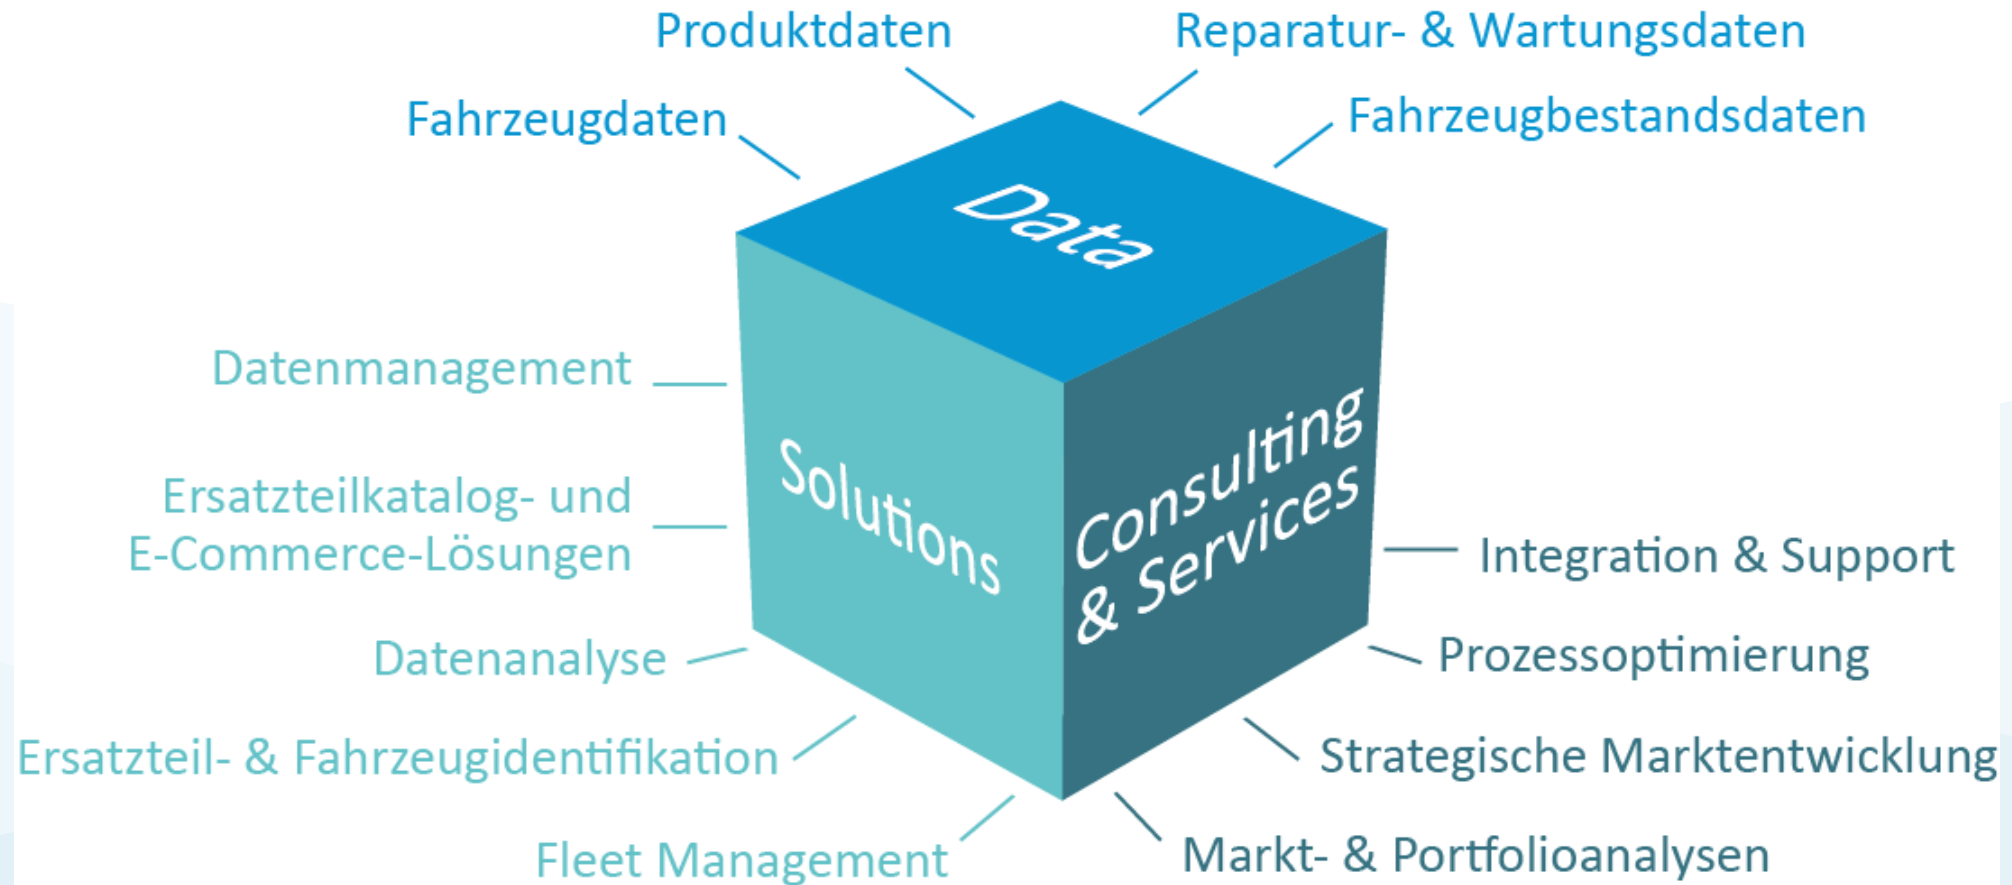 Produktdaten
Reparatur- & Wartungsdaten
Fahrzeugdaten
Fahrzeugbestandsdaten
Data
Datenmanagement
Ersatzteilkatalog- und
E-Commerce-Lösungen
Datenanalyse
Ersatzteil- & Fahrzeugidentifikation
Fleet Management
Solutions
Consulting
& Services
Integration & Support
Prozessoptimierung
Strategische Marktentwicklung
Markt- & Portfolioanalysen